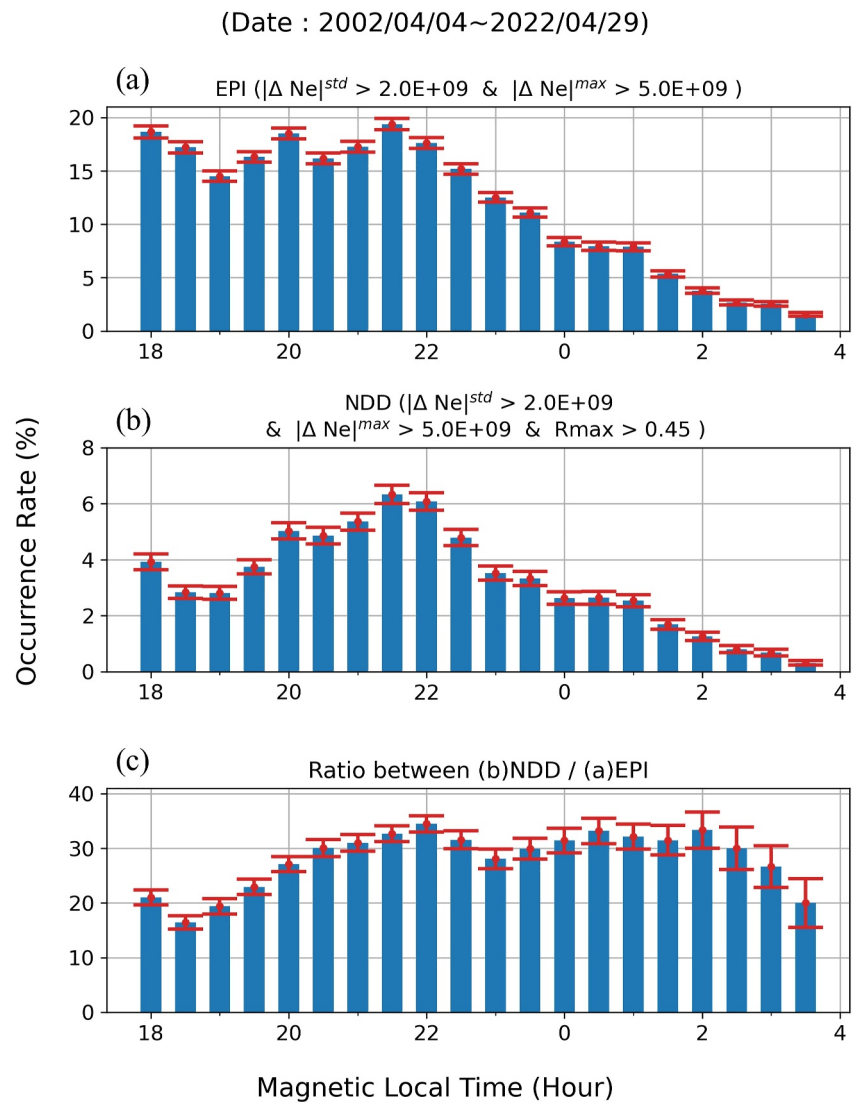 (Date : 2002/04/04~2022/04/29)
(a)
EPI (|Δ Ne|^std > 2.0E+09 & |Δ Ne|^max > 5.0E+09 )
20
15
10
5
0
18 20 22 0 2 4
(b)
NDD (|Δ Ne|^std > 2.0E+09
& |Δ Ne|^max > 5.0E+09 & Rmax > 0.45 )
Occurrence Rate (%)
8
6
4
2
0
18 20 22 0 2 4
(c)
Ratio between (b)NDD / (a)EPI
40
30
20
10
0
18 20 22 0 2 4
Magnetic Local Time (Hour)